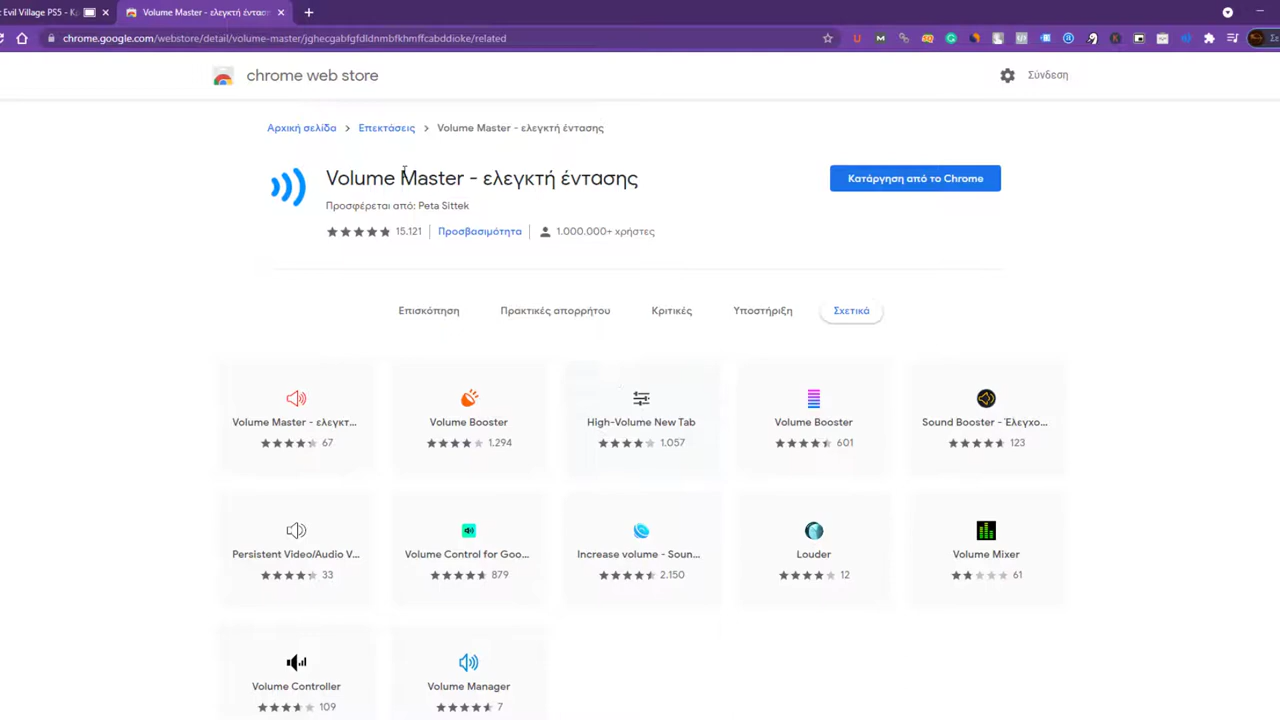 Evil Village PS5 - Κρ
Volume Master - ελεγκτή έντασης
chrome.google.com/webstore/detail/volume-master/jghecgabfgfdldnmbfkhmffcabddioke/related
chrome web store
Σύνδεση
Αρχική σελίδα
Επεκτάσεις
Volume Master - ελεγκτή έντασης
Volume Master - ελεγκτή έντασης
Κατάργηση από το Chrome
Προσφέρεται από: Peta Sittek
15.121
Προσβασιμότητα
1.000.000+ χρήστες
Επισκόπηση
Πρακτικές απορρήτου
Κριτικές
Υποστήριξη
Σχετικά
Volume Master - ελεγκτ...
67
Volume Booster
1.294
High-Volume New Tab
1.057
Volume Booster
601
Sound Booster - Έλεγχο...
123
Persistent Video/Audio V...
33
Volume Control for Goo...
879
Increase volume - Soun...
2.150
Louder
12
Volume Mixer
61
Volume Controller
109
Volume Manager
7